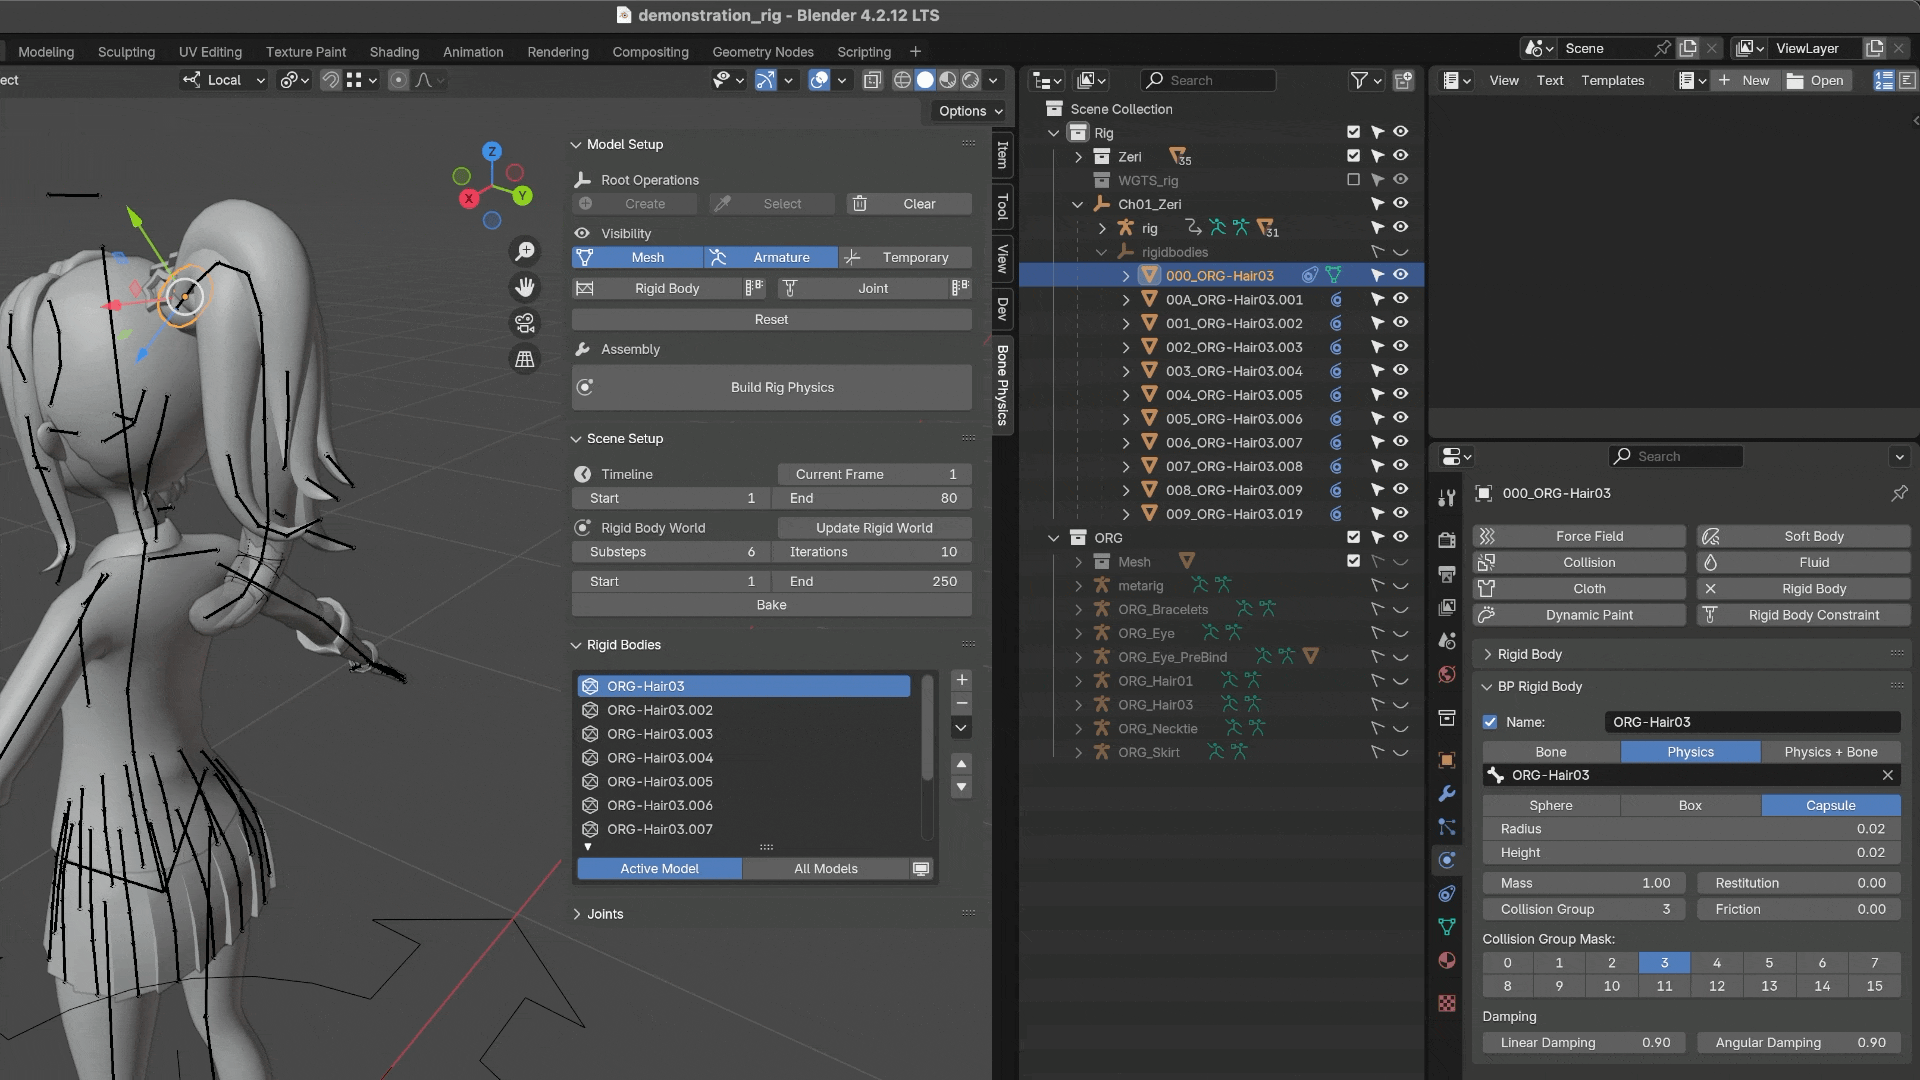 demonstration_rig - Blender 4.2.12 LTS
Modeling Sculpting UV Editing Texture Paint Shading Animation Rendering Compositing Geometry Nodes Scripting + Scene ViewLayer
ect Local Search View Text Templates New Open
Options
Z
Y
X
Item
Tool
View
Dev
Bone Physics
Model Setup
Root Operations
Create Select Clear
Visibility
Mesh Armature Temporary
Rigid Body Joint
Reset
Assembly
Build Rig Physics
Scene Setup
Timeline Current Frame 1
Start 1 End 80
Rigid Body World Update Rigid World
Substeps 6 Iterations 10
Start 1 End 250
Bake
Rigid Bodies
ORG-Hair03
ORG-Hair03.002
ORG-Hair03.003
ORG-Hair03.004
ORG-Hair03.005
ORG-Hair03.006
ORG-Hair03.007
Active Model All Models
Joints
Scene Collection
Rig
Zeri 35
WGTS_rig
Ch01_Zeri
rig 31
rigidbodies
000_ORG-Hair03
00A_ORG-Hair03.001
001_ORG-Hair03.002
002_ORG-Hair03.003
003_ORG-Hair03.004
004_ORG-Hair03.005
005_ORG-Hair03.006
006_ORG-Hair03.007
007_ORG-Hair03.008
008_ORG-Hair03.009
009_ORG-Hair03.019
ORG
Mesh
metarig
ORG_Bracelets
ORG_Eye
ORG_Eye_PreBind
ORG_Hair01
ORG_Hair03
ORG_Necktie
ORG_Skirt
Search
000_ORG-Hair03
Force Field Soft Body
Collision Fluid
Cloth Rigid Body
Dynamic Paint Rigid Body Constraint
Rigid Body
BP Rigid Body
Name: ORG-Hair03
Bone Physics Physics + Bone
ORG-Hair03
Sphere Box Capsule
Radius 0.02
Height 0.02
Mass 1.00 Restitution 0.00
Collision Group 3 Friction 0.00
Collision Group Mask:
0 1 2 3 4 5 6 7
8 9 10 11 12 13 14 15
Damping
Linear Damping 0.90 Angular Damping 0.90